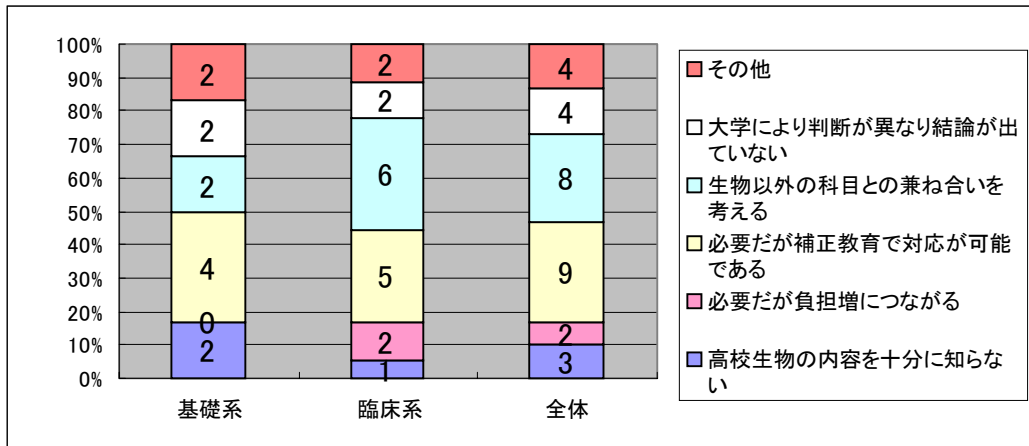 100%
90%
80%
70%
60%
50%
40%
30%
20%
10%
0%
2
2
2
4
0
2
2
2
6
5
2
1
4
4
8
9
2
3
基礎系
臨床系
全体
その他
大学により判断が異なり結論が出
ていない
生物以外の科目との兼ね合いを
考える
必要だが補正教育で対応が可能
である
必要だが負担増につながる
高校生物の内容を十分に知らな
い